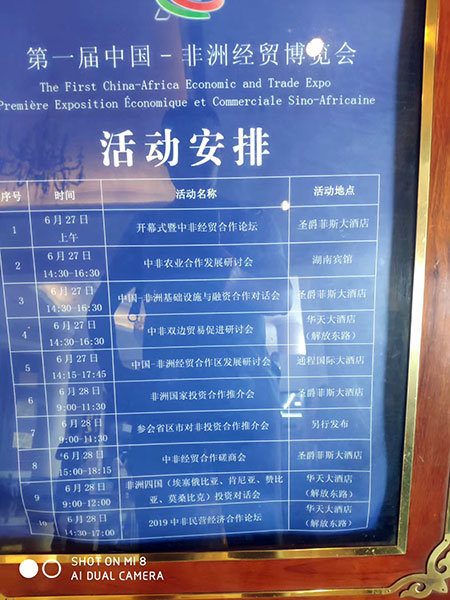 第一届中国－非洲经贸博览会
The First China-Africa Economic and Trade Expo
Première Exposition Économique et Commerciale Sino-Africaine
活动安排
序号 时间 活动名称 活动地点
1 6月27日 上午 开幕式暨中非经贸合作论坛 圣爵菲斯大酒店
2 6月27日 14:30-16:30 中非农业合作发展研讨会 湖南宾馆
3 6月27日 14:30-16:30 中国-非洲基础设施与融资合作对话会 圣爵菲斯大酒店
4 6月27日 14:30-16:30 中非双边贸易促进研讨会 华天大酒店（解放东路）
5 6月27日 14:15-17:45 中国-非洲经贸合作区发展研讨会 通程国际大酒店
6 6月28日 9:00-11:30 非洲国家投资合作推介会 圣爵菲斯大酒店
7 6月28日 9:00-11:30 参会省区市对非投资合作推介会 另行发布
8 6月28日 15:00-18:15 中非经贸合作磋商会 圣爵菲斯大酒店
9 6月28日 9:00-12:00 非洲四国（埃塞俄比亚、肯尼亚、赞比亚、莫桑比克）投资对话会 华天大酒店（解放东路）
10 6月28日 14:30-17:00 2019中非民营经济合作论坛 华天大酒店（解放东路）
SHOT ON MI 8
AI DUAL CAMERA